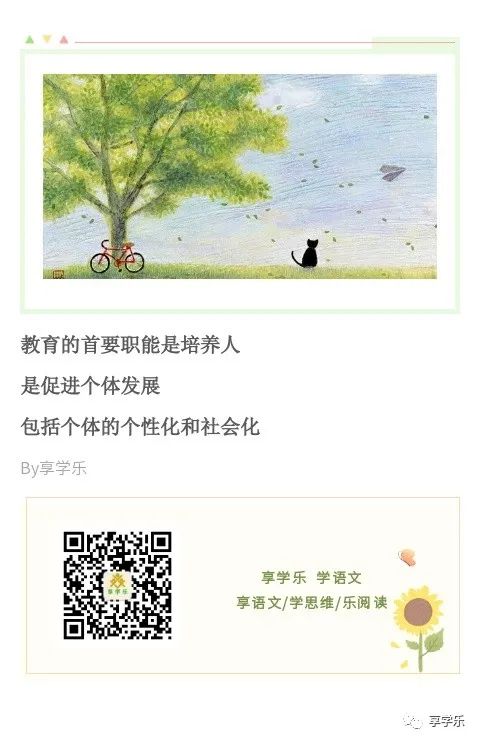 教育的首要职能是培养人
是促进个体发展
包括个体的个性化和社会化
By享学乐
享学乐
享学乐 学语文
享语文/学思维/乐阅读
享学乐